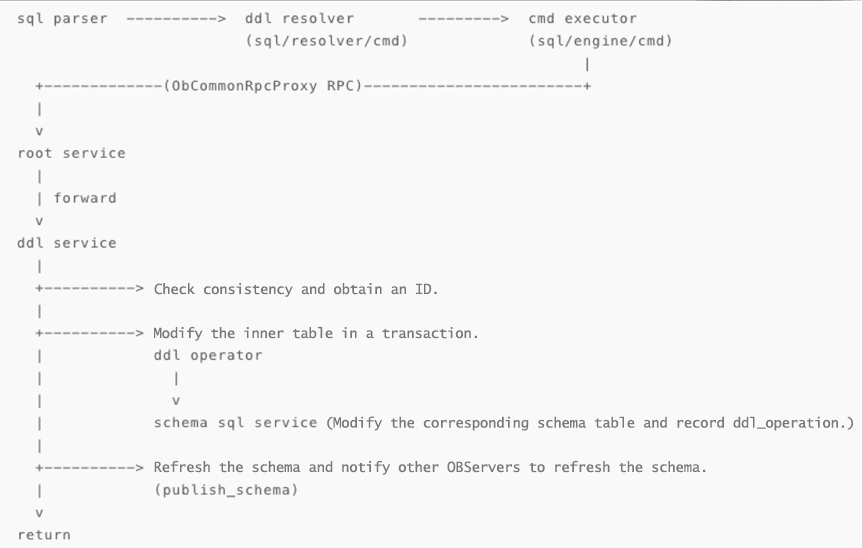 sql parser ----------> ddl resolver ---------> cmd executor
(sql/resolver/cmd) (sql/engine/cmd)
|
+-------------(ObCommonRpcProxy RPC)------------------------+
|
v
root service
|
| forward
v
ddl service
|
+----------> Check consistency and obtain an ID.
|
+----------> Modify the inner table in a transaction.
| ddl operator
| |
| v
| schema sql service (Modify the corresponding schema table and record ddl_operation.)
|
+----------> Refresh the schema and notify other OBServers to refresh the schema.
| (publish_schema)
v
return